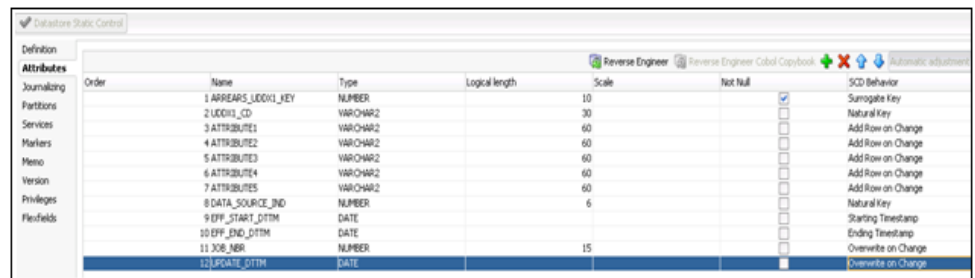 Datastore Static Control
Definition
Attributes
Journalizing
Partitions
Services
Markers
Memo
Version
Privileges
Flexfields
Reverse Engineer Reverse Engineer Cobol Copybook Automatic adjustment
Order Name Type Logical length Scale Not Null SCD Behavior
1 ARREARS_UDDX1_KEY NUMBER 10 Surrogate Key
2 UDDX1_CD VARCHAR2 30 Natural Key
3 ATTRIBUTE1 VARCHAR2 60 Add Row on Change
4 ATTRIBUTE2 VARCHAR2 60 Add Row on Change
5 ATTRIBUTE3 VARCHAR2 60 Add Row on Change
6 ATTRIBUTE4 VARCHAR2 60 Add Row on Change
7 ATTRIBUTE5 VARCHAR2 60 Add Row on Change
8 DATA_SOURCE_IND NUMBER 6 Natural Key
9 EFF_START_DTTM DATE Starting Timestamp
10 EFF_END_DTTM DATE Ending Timestamp
11 JOB_NBR NUMBER 15 Overwrite on Change
12 UPDATE_DTTM DATE Overwrite on Change